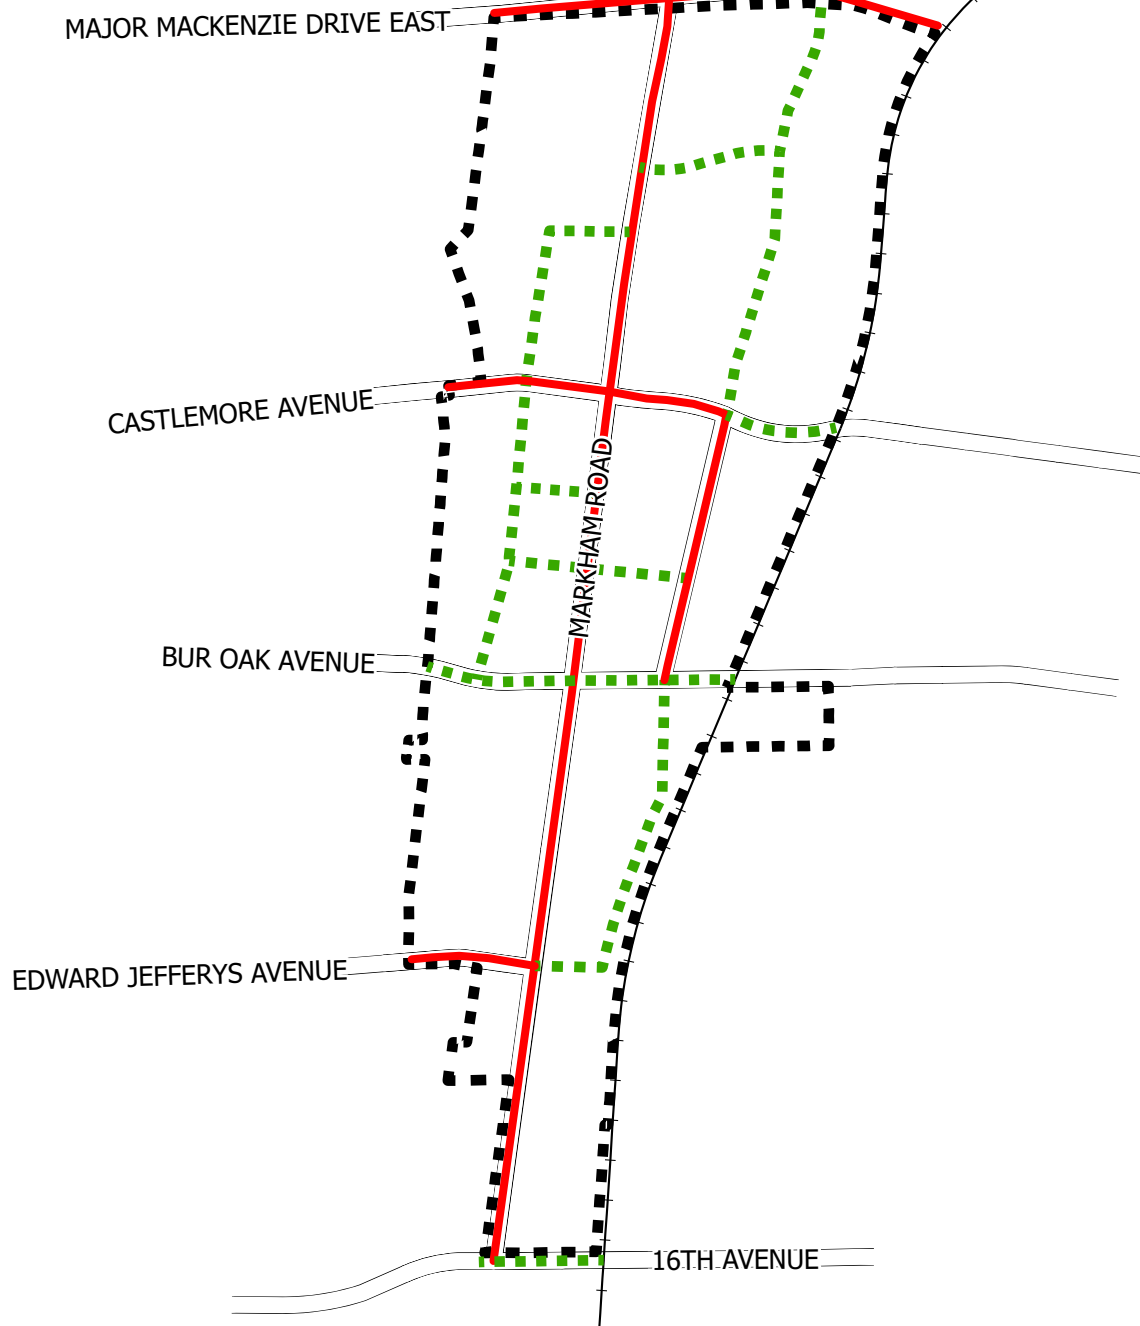 MAJOR MACKENZIE DRIVE EAST
CASTLEMORE AVENUE
MARKHAM ROAD
BUR OAK AVENUE
EDWARD JEFFERYS AVENUE
16TH AVENUE